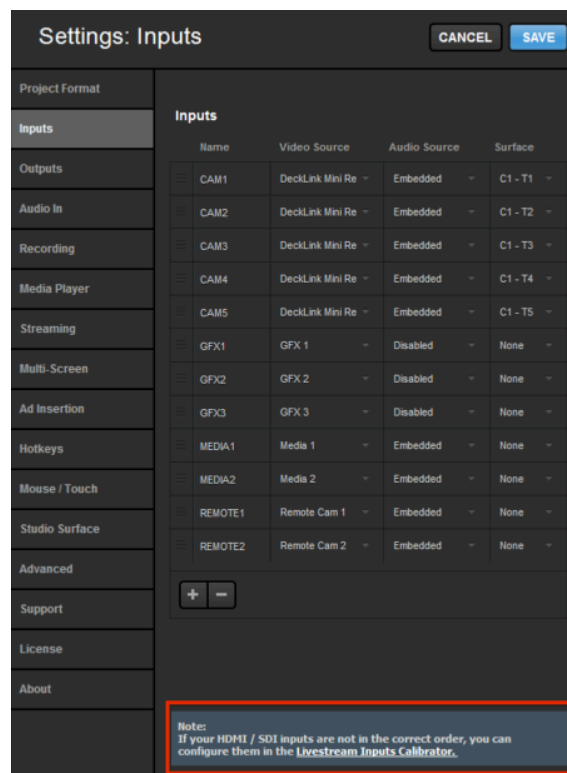 Settings: Inputs
CANCEL
SAVE
Project Format
Inputs
Outputs
Audio In
Recording
Media Player
Streaming
Multi-Screen
Ad Insertion
Hotkeys
Mouse / Touch
Studio Surface
Advanced
Support
License
About
Inputs
Name Video Source Audio Source Surface
CAM1 DeckLink Mini Re Embedded C1 - T1
CAM2 DeckLink Mini Re Embedded C1 - T2
CAM3 DeckLink Mini Re Embedded C1 - T3
CAM4 DeckLink Mini Re Embedded C1 - T4
CAM5 DeckLink Mini Re Embedded C1 - T5
GFX1 GFX 1 Disabled None
GFX2 GFX 2 Disabled None
GFX3 GFX 3 Disabled None
MEDIA1 Media 1 Embedded None
MEDIA2 Media 2 Embedded None
REMOTE1 Remote Cam 1 Embedded None
REMOTE2 Remote Cam 2 Embedded None
+ −
Note:
If your HDMI / SDI inputs are not in the correct order, you can
configure them in the Livestream Inputs Calibrator.